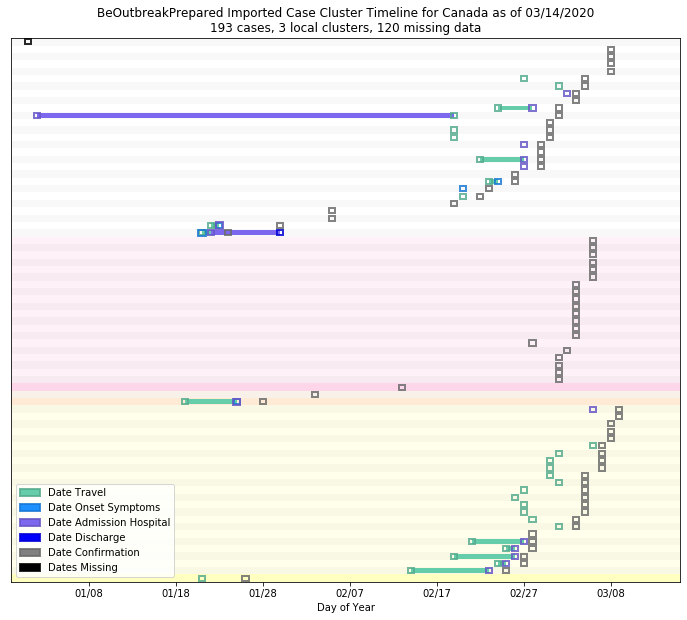 BeOutbreakPrepared Imported Case Cluster Timeline for Canada as of 03/14/2020
193 cases, 3 local clusters, 120 missing data
Date Travel
Date Onset Symptoms
Date Admission Hospital
Date Discharge
Date Confirmation
Dates Missing
01/08 01/18 01/28 02/07 02/17 02/27 03/08
Day of Year